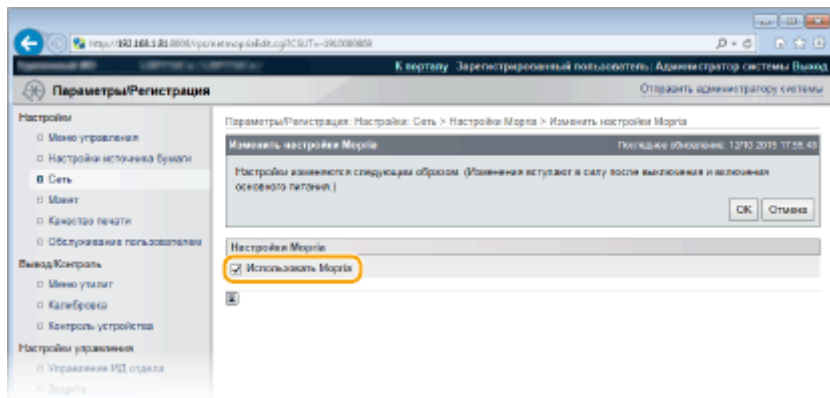 К порталу Зарегистрированный пользователь: Администратор системы Выход
Параметры/Регистрация
Отправить администратору системы
Настройки
Меню управления
Настройки источника бумаги
Сеть
Макет
Качество печати
Обслуживание пользователем
Вывод/Контроль
Меню утилит
Калибровка
Контроль устройства
Настройки управления
Управление ИД отдела
Защита
Параметры/Регистрация: Настройки: Сеть > Настройки Mopria > Изменить настройки Mopria
Изменить настройки Mopria
Последнее обновление: 12/10 2015 17:55:43
Настройки изменяются следующим образом. (Изменения вступают в силу после выключения и включения
основного питания.)
OK Отмена
Настройки Mopria
Использовать Mopria